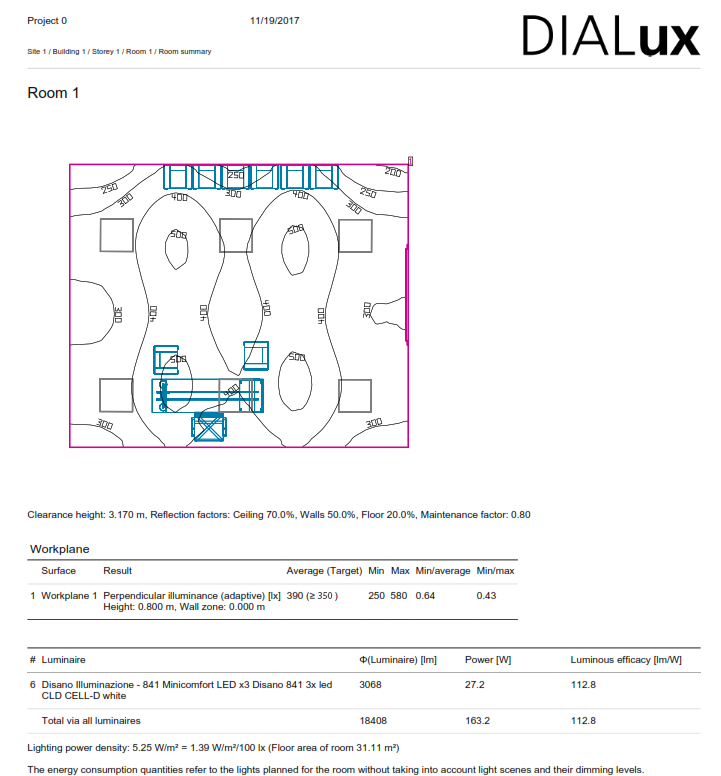 Project 0 11/19/2017 DIALux
Site 1 / Building 1 / Storey 1 / Room 1 / Room summary
Room 1
1
250 200
250 300 400 300 400 250
300 300
500 500
300 400 400 400 400 300
500 500
400
300 300
Clearance height: 3.170 m, Reflection factors: Ceiling 70.0%, Walls 50.0%, Floor 20.0%, Maintenance factor: 0.80
Workplane
Surface Result Average (Target) Min Max Min/average Min/max
1 Workplane 1 Perpendicular illuminance (adaptive) [lx] 390 (≥ 350 ) 250 580 0.64 0.43
Height: 0.800 m, Wall zone: 0.000 m
# Luminaire Φ(Luminaire) [lm] Power [W] Luminous efficacy [lm/W]
6 Disano Illuminazione - 841 Minicomfort LED x3 Disano 841 3x led 3068 27.2 112.8
CLD CELL-D white
Total via all luminaires 18408 163.2 112.8
Lighting power density: 5.25 W/m² = 1.39 W/m²/100 lx (Floor area of room 31.11 m²)
The energy consumption quantities refer to the lights planned for the room without taking into account light scenes and their dimming levels.